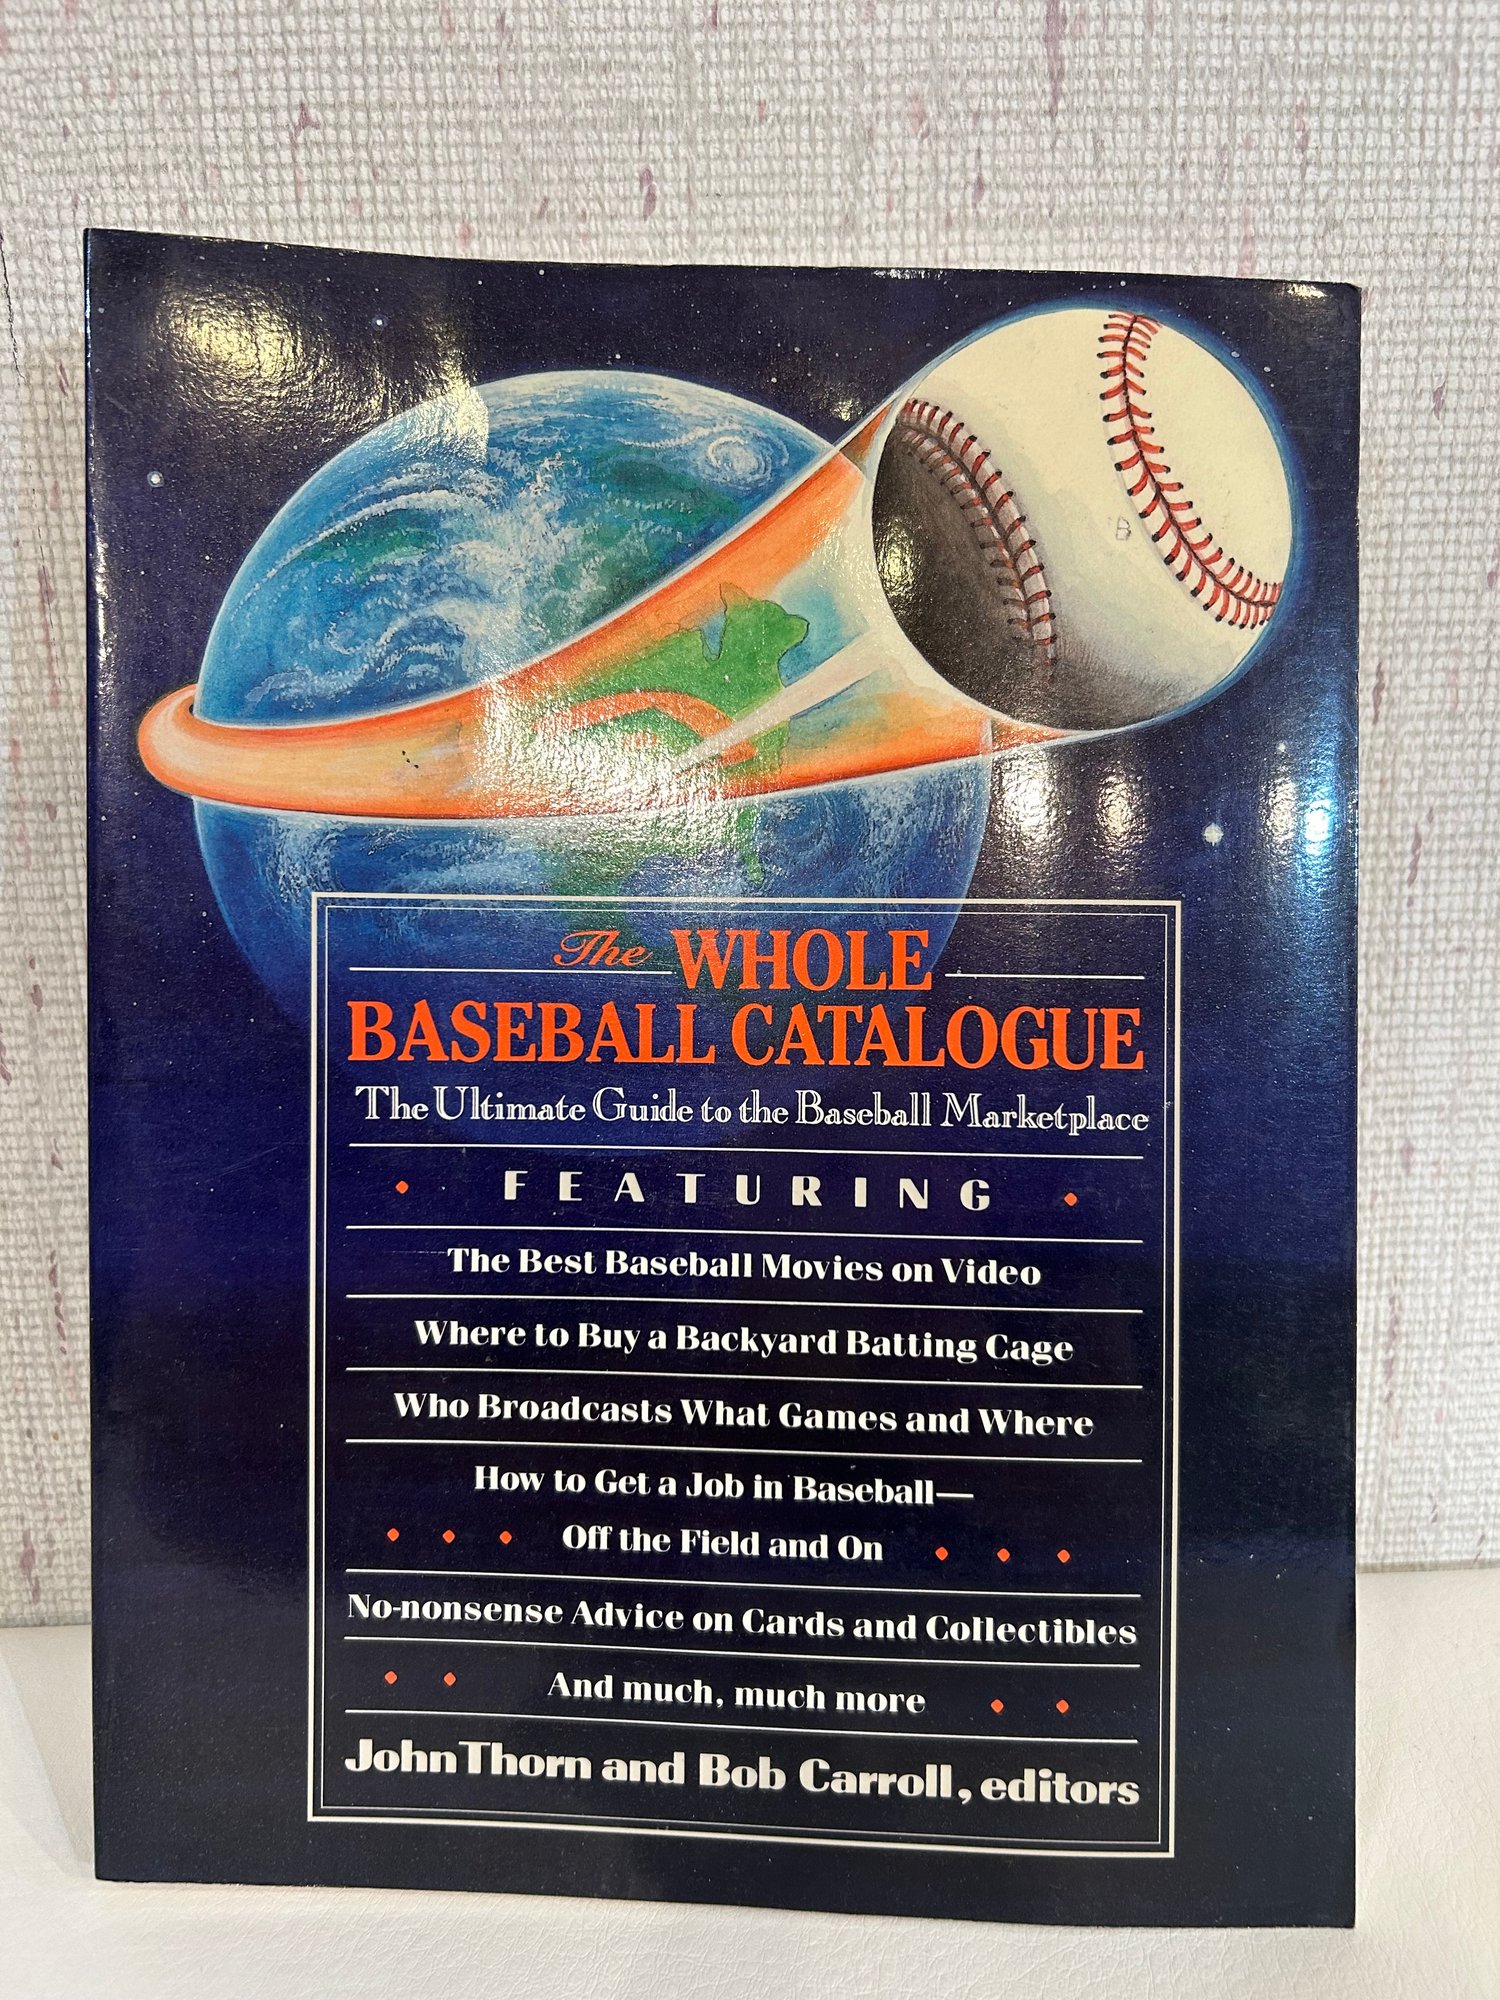 B
The WHOLE
BASEBALL CATALOGUE
The Ultimate Guide to the Baseball Marketplace
FEATURING
The Best Baseball Movies on Video
Where to Buy a Backyard Batting Cage
Who Broadcasts What Games and Where
How to Get a Job in Baseball—
Off the Field and On
No-nonsense Advice on Cards and Collectibles
And much, much more
John Thorn and Bob Carroll, editors